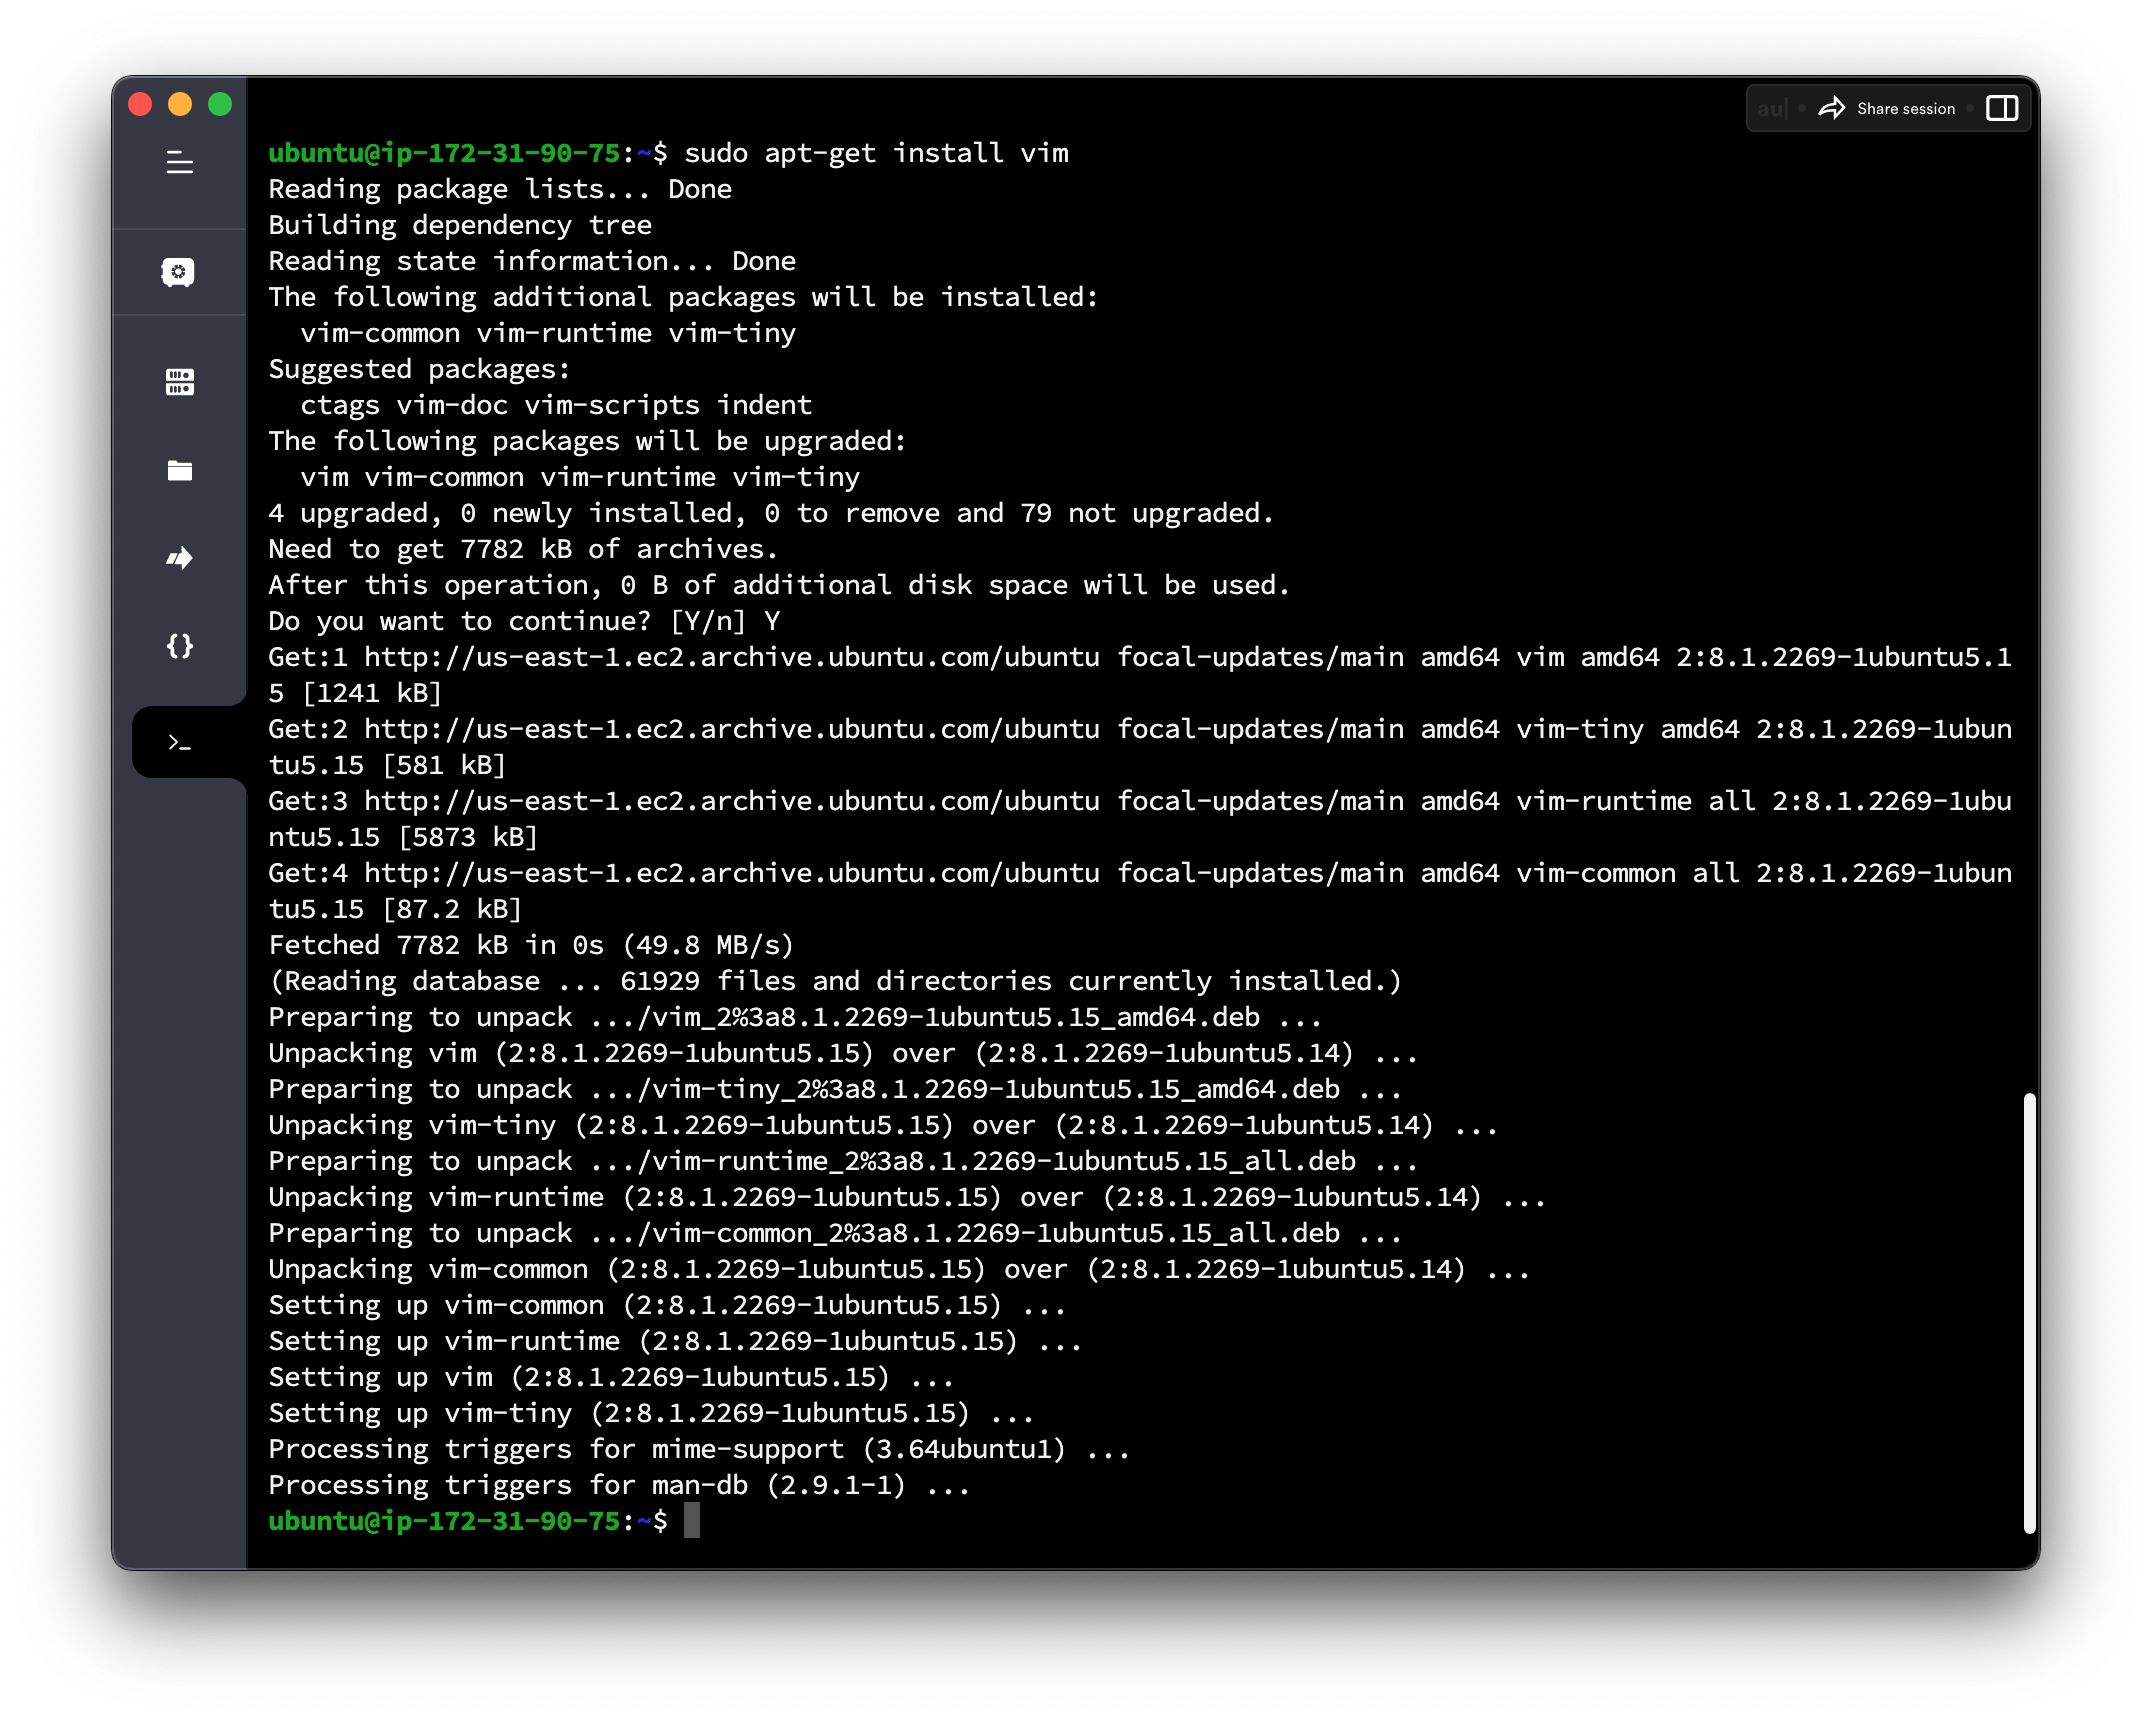 au| • Share session •
ubuntu@ip-172-31-90-75:~$ sudo apt-get install vim
Reading package lists... Done
Building dependency tree
Reading state information... Done
The following additional packages will be installed:
  vim-common vim-runtime vim-tiny
Suggested packages:
  ctags vim-doc vim-scripts indent
The following packages will be upgraded:
  vim vim-common vim-runtime vim-tiny
4 upgraded, 0 newly installed, 0 to remove and 79 not upgraded.
Need to get 7782 kB of archives.
After this operation, 0 B of additional disk space will be used.
Do you want to continue? [Y/n] Y
Get:1 http://us-east-1.ec2.archive.ubuntu.com/ubuntu focal-updates/main amd64 vim amd64 2:8.1.2269-1ubuntu5.1
5 [1241 kB]
Get:2 http://us-east-1.ec2.archive.ubuntu.com/ubuntu focal-updates/main amd64 vim-tiny amd64 2:8.1.2269-1ubun
tu5.15 [581 kB]
Get:3 http://us-east-1.ec2.archive.ubuntu.com/ubuntu focal-updates/main amd64 vim-runtime all 2:8.1.2269-1ubu
ntu5.15 [5873 kB]
Get:4 http://us-east-1.ec2.archive.ubuntu.com/ubuntu focal-updates/main amd64 vim-common all 2:8.1.2269-1ubun
tu5.15 [87.2 kB]
Fetched 7782 kB in 0s (49.8 MB/s)
(Reading database ... 61929 files and directories currently installed.)
Preparing to unpack .../vim_2%3a8.1.2269-1ubuntu5.15_amd64.deb ...
Unpacking vim (2:8.1.2269-1ubuntu5.15) over (2:8.1.2269-1ubuntu5.14) ...
Preparing to unpack .../vim-tiny_2%3a8.1.2269-1ubuntu5.15_amd64.deb ...
Unpacking vim-tiny (2:8.1.2269-1ubuntu5.15) over (2:8.1.2269-1ubuntu5.14) ...
Preparing to unpack .../vim-runtime_2%3a8.1.2269-1ubuntu5.15_all.deb ...
Unpacking vim-runtime (2:8.1.2269-1ubuntu5.15) over (2:8.1.2269-1ubuntu5.14) ...
Preparing to unpack .../vim-common_2%3a8.1.2269-1ubuntu5.15_all.deb ...
Unpacking vim-common (2:8.1.2269-1ubuntu5.15) over (2:8.1.2269-1ubuntu5.14) ...
Setting up vim-common (2:8.1.2269-1ubuntu5.15) ...
Setting up vim-runtime (2:8.1.2269-1ubuntu5.15) ...
Setting up vim (2:8.1.2269-1ubuntu5.15) ...
Setting up vim-tiny (2:8.1.2269-1ubuntu5.15) ...
Processing triggers for mime-support (3.64ubuntu1) ...
Processing triggers for man-db (2.9.1-1) ...
ubuntu@ip-172-31-90-75:~$